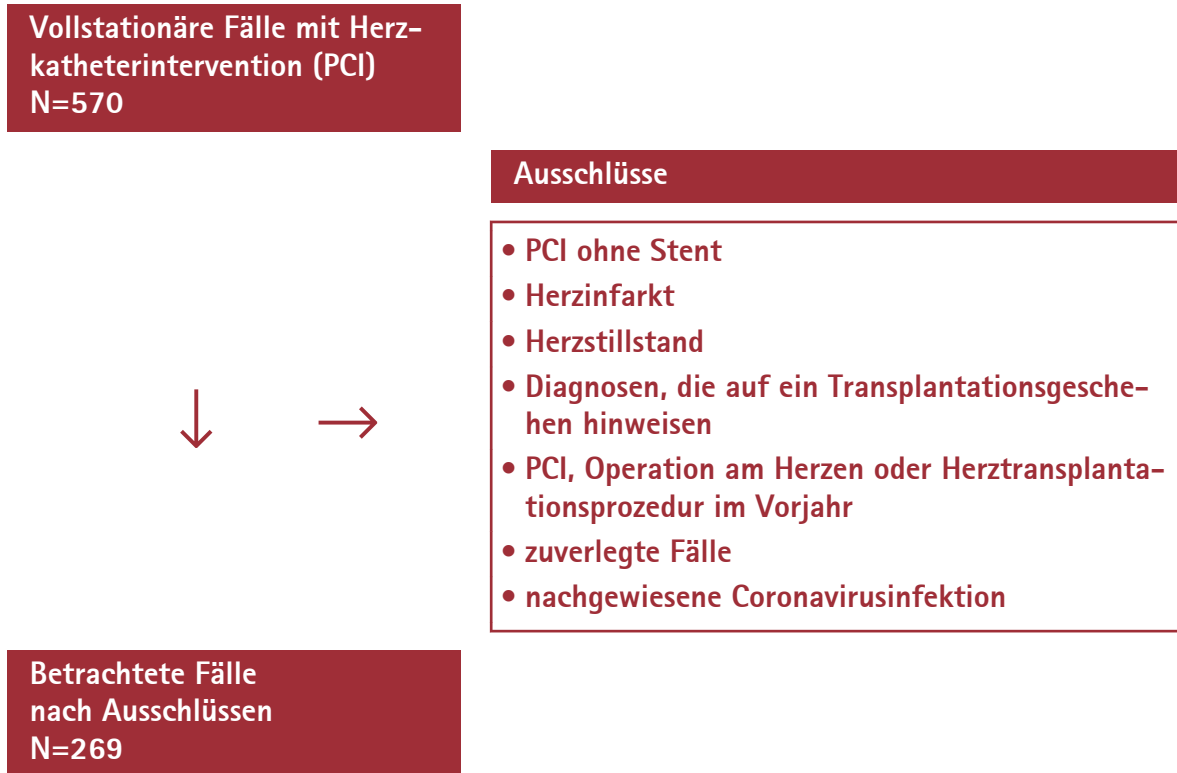 Vollstationäre Fälle mit Herz-
katheterintervention (PCI)
N=570
Ausschlüsse
• PCI ohne Stent
• Herzinfarkt
• Herzstillstand
• Diagnosen, die auf ein Transplantationsgesche-
hen hinweisen
• PCI, Operation am Herzen oder Herztransplanta-
tionsprozedur im Vorjahr
• zuverlegte Fälle
• nachgewiesene Coronavirusinfektion
Betrachtete Fälle
nach Ausschlüssen
N=269